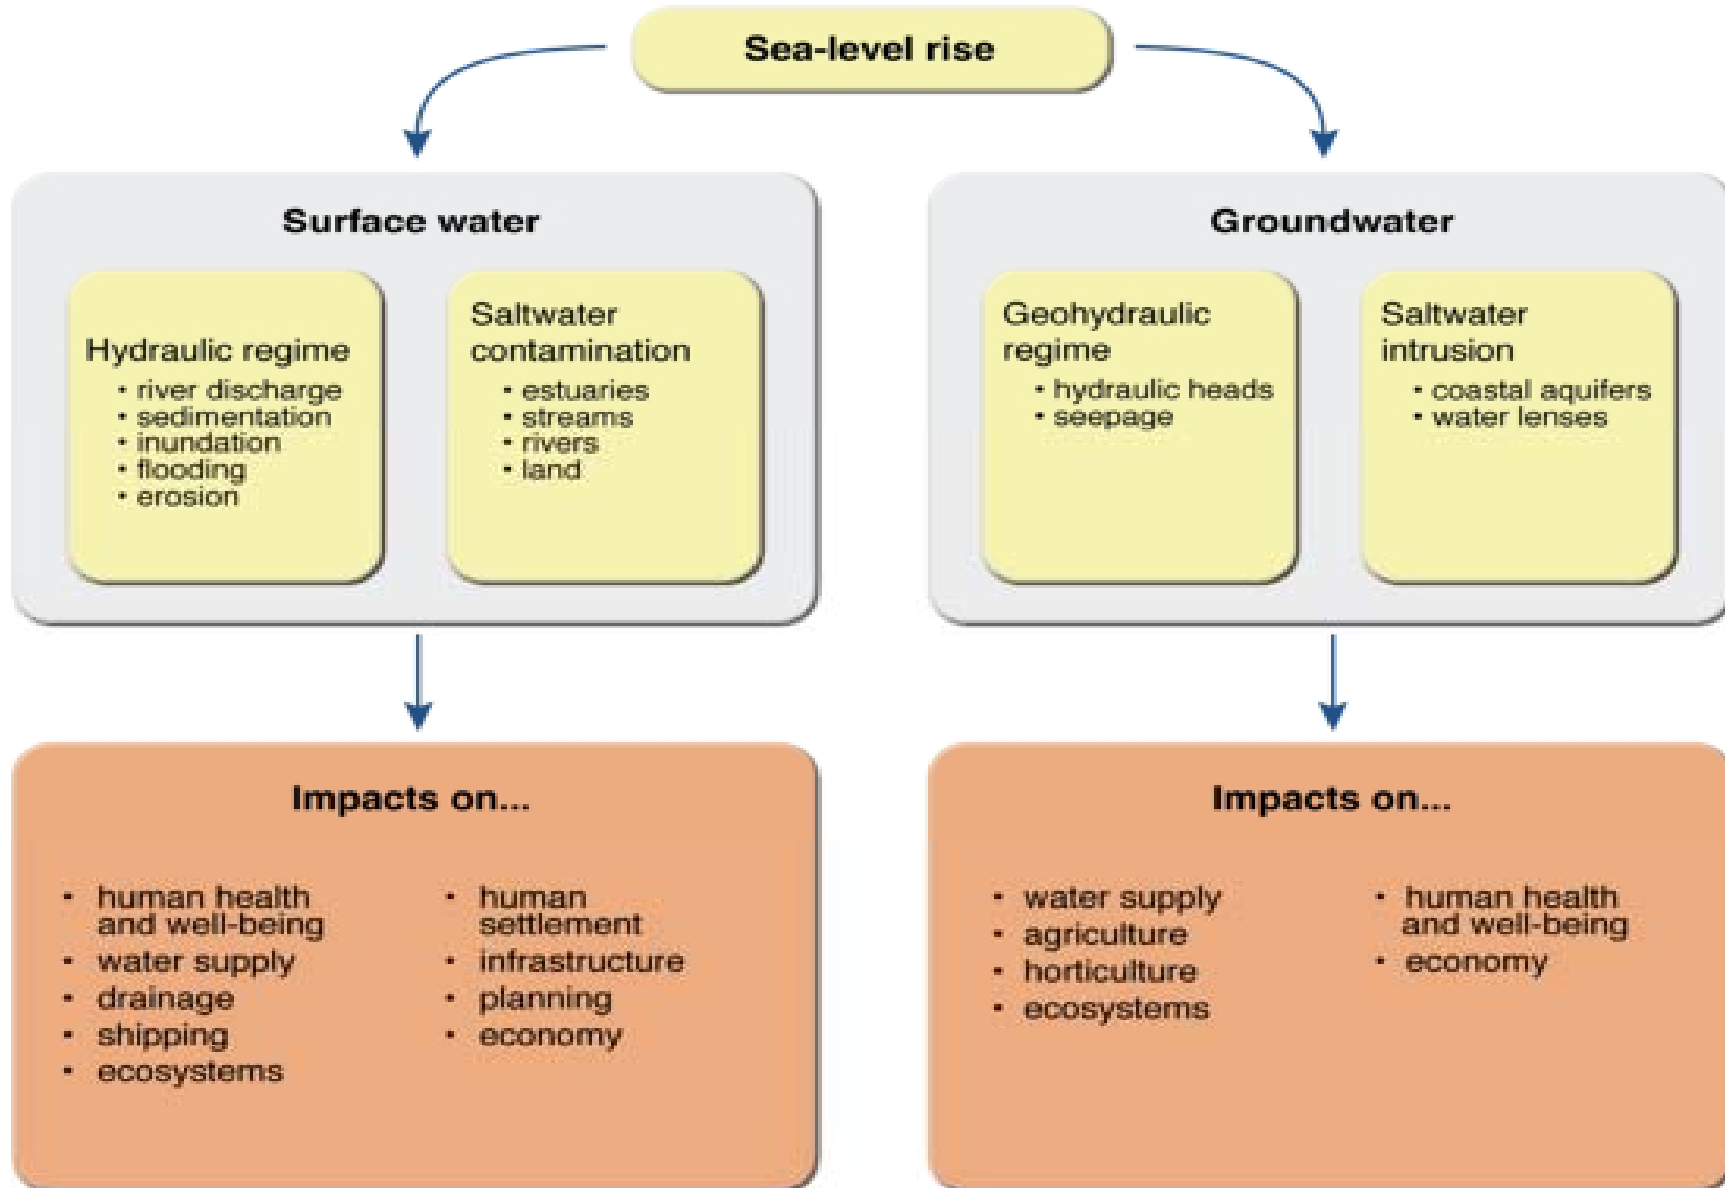 Sea-level rise
Surface water
Hydraulic regime
• river discharge
• sedimentation
• inundation
• flooding
• erosion
Saltwater
contamination
• estuaries
• streams
• rivers
• land
Groundwater
Geohydraulic
regime
• hydraulic heads
• seepage
Saltwater
intrusion
• coastal aquifers
• water lenses
Impacts on...
• human health
and well-being
• water supply
• drainage
• shipping
• ecosystems
• human
settlement
• infrastructure
• planning
• economy
Impacts on...
• water supply
• agriculture
• horticulture
• ecosystems
• human health
and well-being
• economy